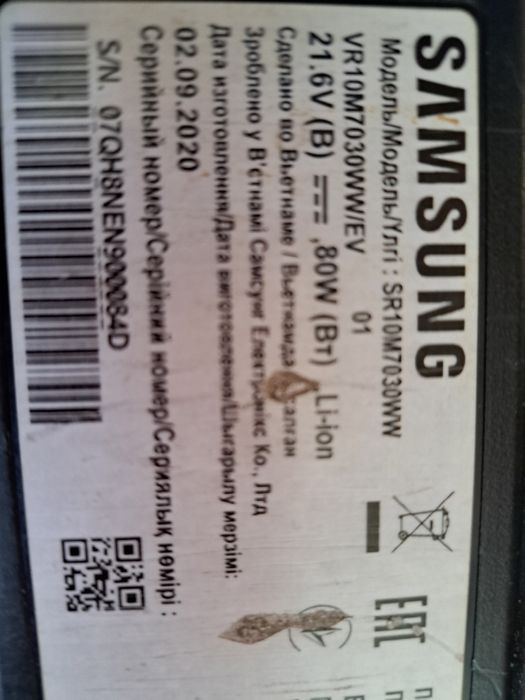 SAMSUNG
Модель/Модель/Үлгі : SR10M7030WW
VR10M7030WW/EV 01
21.6V (В) 80W (Вт) Li-ion
Сделано во Вьетнаме / Вьетнамда
Зроблено у В'єтнамі Самсунг Електронікс Ко., Лтд
Дата изготовления/Дата виготовлення/Шығарылу мерзімі:
02.09.2020
Серийный номер/Серійний номер/Сериялық нөмірі :
S/N. 07QH8NEN900084D
EAC